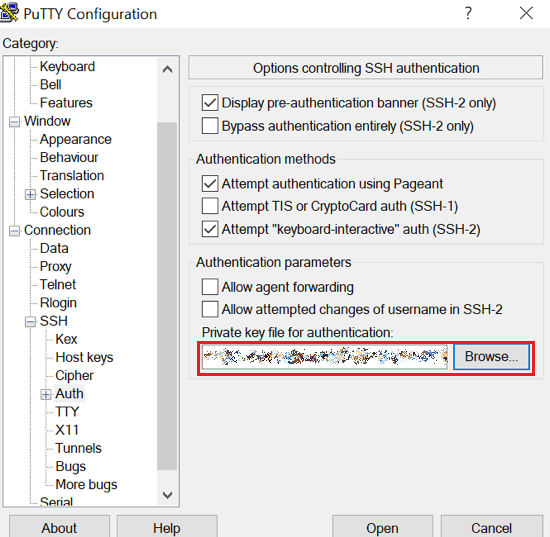 PuTTY Configuration
?
Category:
Keyboard
Bell
Features
Window
Appearance
Behaviour
Translation
Selection
Colours
Connection
Data
Proxy
Telnet
Rlogin
SSH
Kex
Host keys
Cipher
Auth
TTY
X11
Tunnels
Bugs
More bugs
Serial
Options controlling SSH authentication
Display pre-authentication banner (SSH-2 only)
Bypass authentication entirely (SSH-2 only)
Authentication methods
Attempt authentication using Pageant
Attempt TIS or CryptoCard auth (SSH-1)
Attempt "keyboard-interactive" auth (SSH-2)
Authentication parameters
Allow agent forwarding
Allow attempted changes of username in SSH-2
Private key file for authentication:
Browse...
About
Help
Open
Cancel